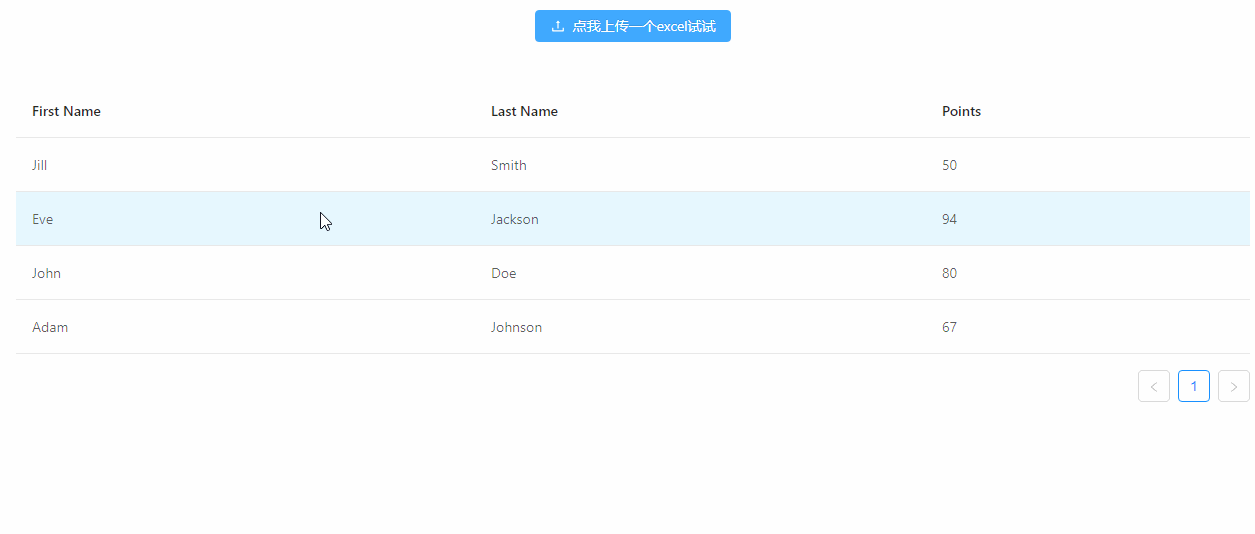 点我上传一个excel试试
First Name Last Name Points
Jill Smith 50
Eve Jackson 94
John Doe 80
Adam Johnson 67
1